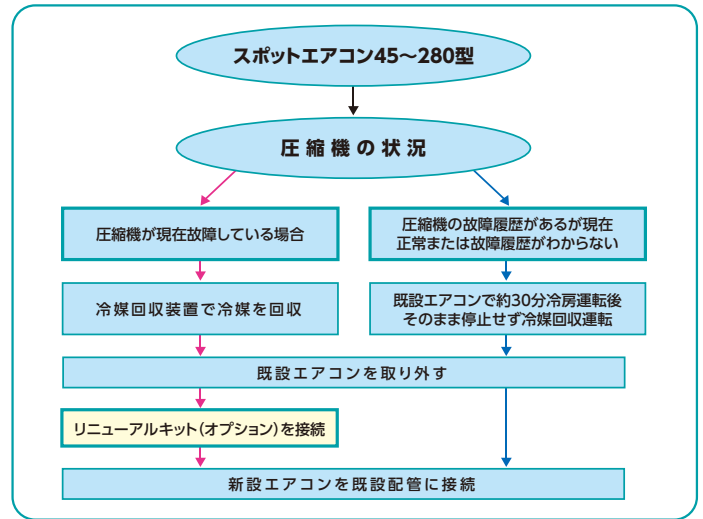 スポットエアコン45〜280型
圧縮機の状況
圧縮機が現在故障している場合
圧縮機の故障履歴があるが現在
正常または故障履歴がわからない
冷媒回収装置で冷媒を回収
既設エアコンで約30分冷房運転後
そのまま停止せず冷媒回収運転
既設エアコンを取り外す
リニューアルキット(オプション)を接続
新設エアコンを既設配管に接続